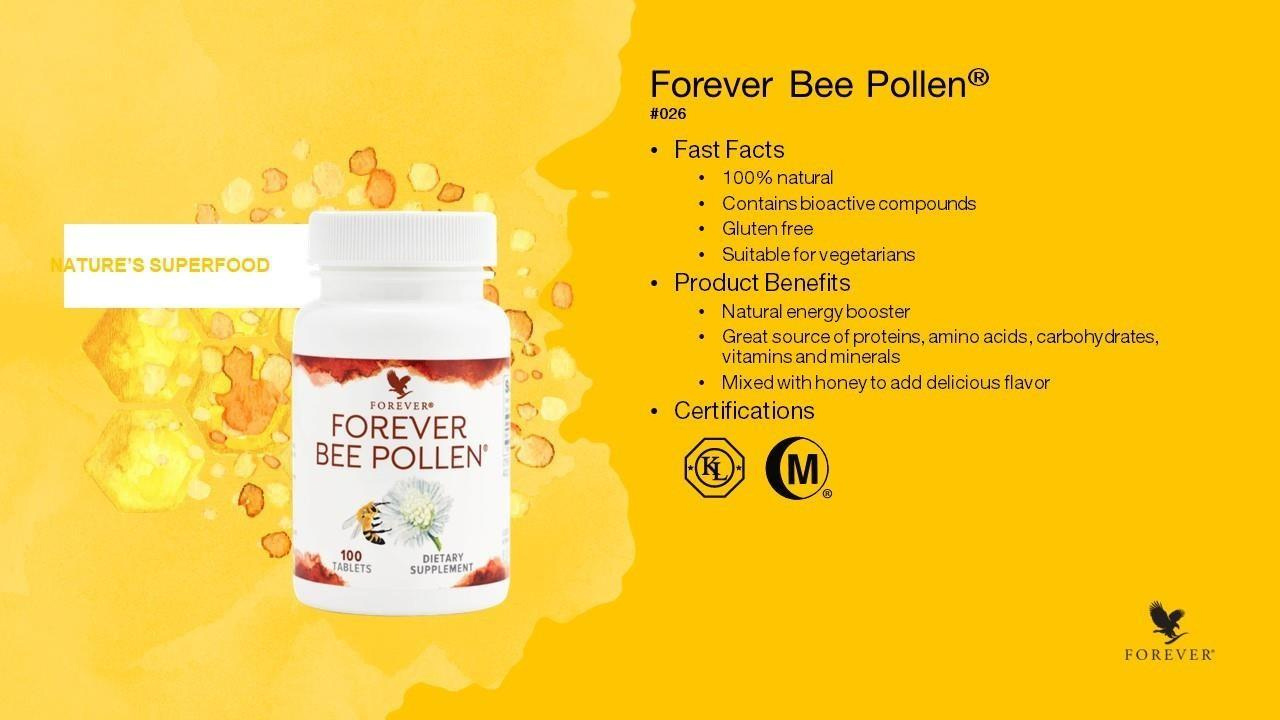 Forever Bee Pollen®
#026
• Fast Facts
• 100% natural
• Contains bioactive compounds
• Gluten free
• Suitable for vegetarians
• Product Benefits
• Natural energy booster
• Great source of proteins, amino acids, carbohydrates,
vitamins and minerals
• Mixed with honey to add delicious flavor
• Certifications
KL
M®
NATURE'S SUPERFOOD
FOREVER®
FOREVER
BEE POLLEN®
100
TABLETS
DIETARY
SUPPLEMENT
FOREVER®